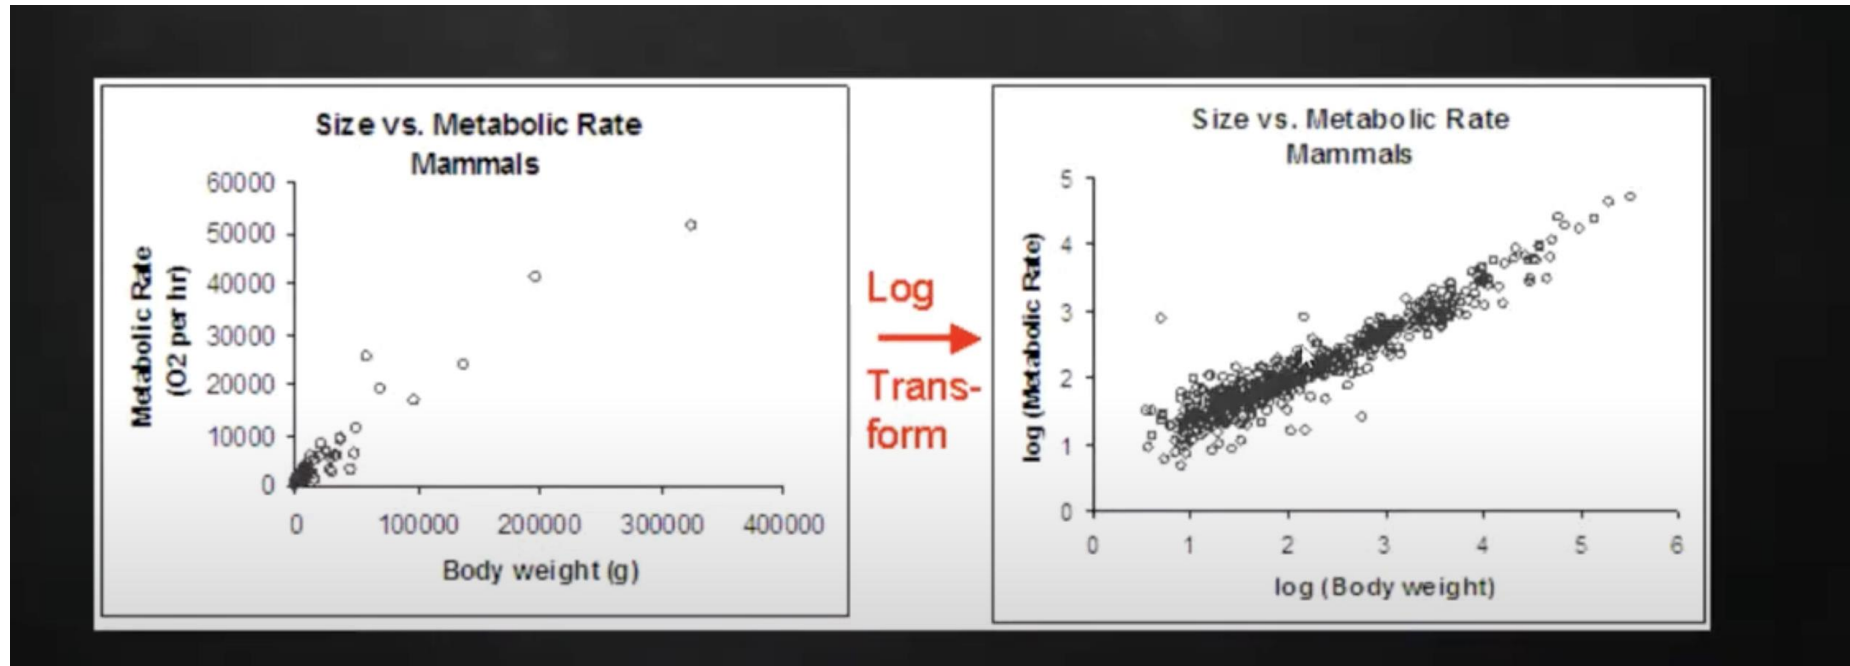 Size vs. Metabolic Rate
Mammals
Metabolic Rate
(O2 per hr)
60000
50000
40000
30000
20000
10000
0
0 100000 200000 300000 400000
Body weight (g)
Log
Trans-
form
Size vs. Metabolic Rate
Mammals
log (Metabolic Rate)
5
4
3
2
1
0
0 1 2 3 4 5 6
log (Body weight)